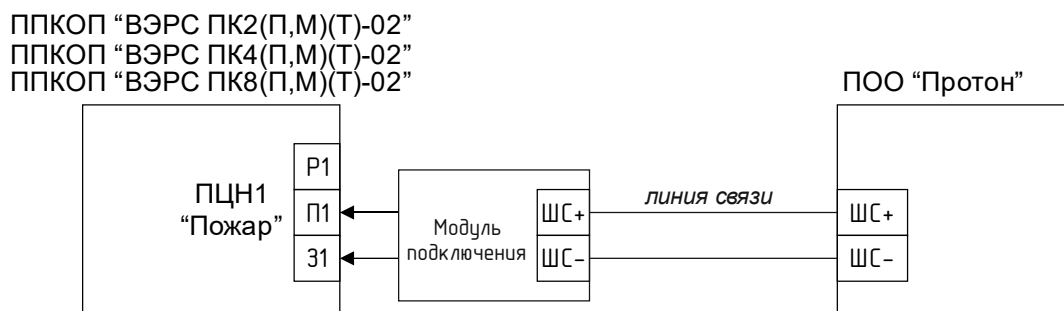 ППКОП “ВЭРС ПК2(П,М)(Т)-02”
ППКОП “ВЭРС ПК4(П,М)(Т)-02”
ППКОП “ВЭРС ПК8(П,М)(Т)-02”
ПОО “Протон”
ПЦН1
“Пожар”
Р1
П1
З1
Модуль
подключения
ШС+
ШС-
линия связи
ШС+
ШС-